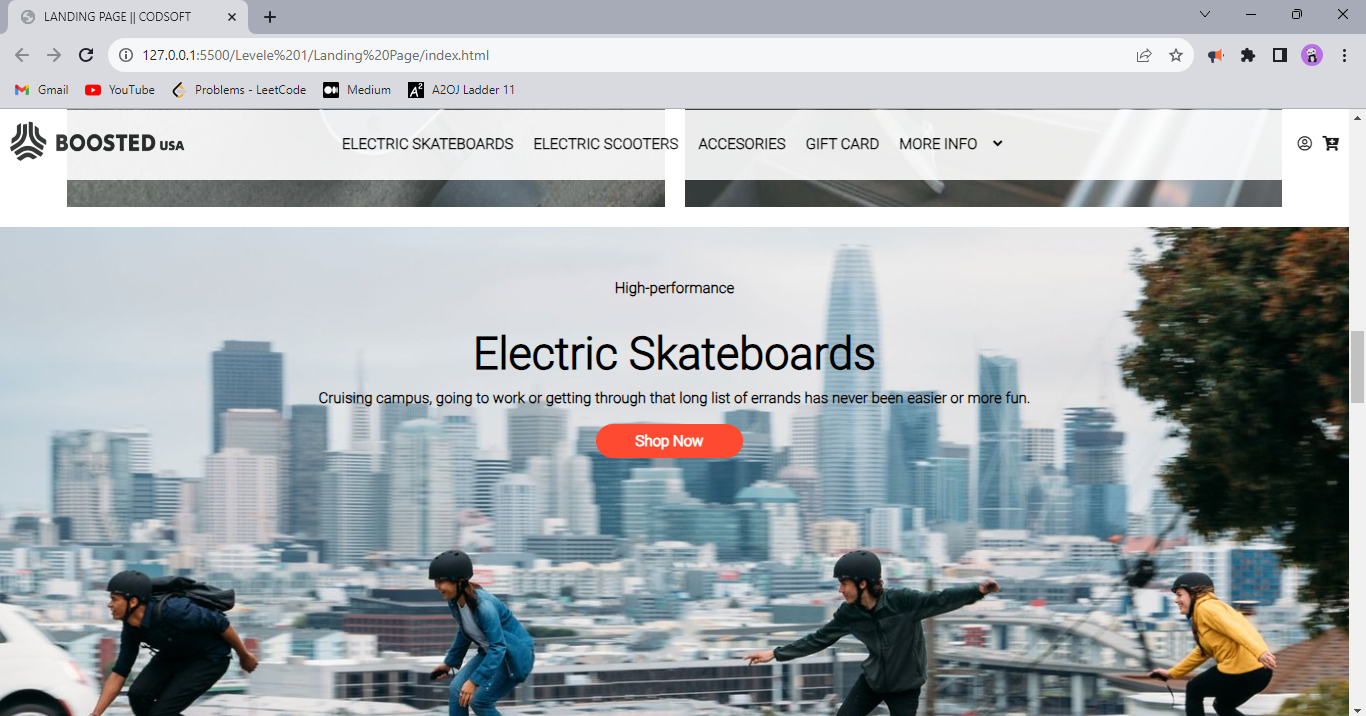 LANDING PAGE || CODSOFT
127.0.0.1:5500/Levele%201/Landing%20Page/index.html
Gmail YouTube Problems - LeetCode Medium A2OJ Ladder 11
BOOSTED USA ELECTRIC SKATEBOARDS ELECTRIC SCOOTERS ACCESORIES GIFT CARD MORE INFO
High-performance
Electric Skateboards
Cruising campus, going to work or getting through that long list of errands has never been easier or more fun.
Shop Now